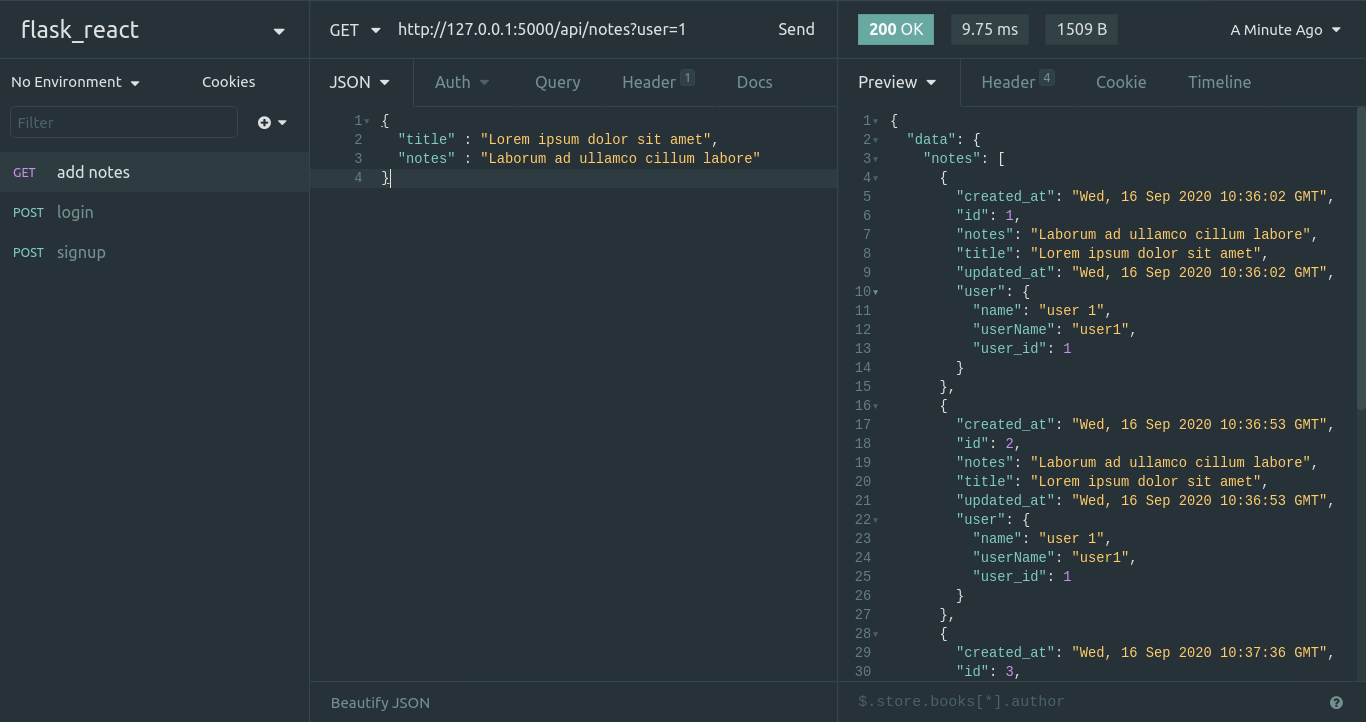 flask_react
No Environment
Cookies
Filter
GET add notes
POST login
POST signup
GET http://127.0.0.1:5000/api/notes?user=1 Send
JSON Auth Query Header 1 Docs
1 {
2 "title" : "Lorem ipsum dolor sit amet",
3 "notes" : "Laborum ad ullamco cillum labore"
4 }
Beautify JSON
200 OK 9.75 ms 1509 B A Minute Ago
Preview Header 4 Cookie Timeline
1 {
2 "data": {
3 "notes": [
4 {
5 "created_at": "Wed, 16 Sep 2020 10:36:02 GMT",
6 "id": 1,
7 "notes": "Laborum ad ullamco cillum labore",
8 "title": "Lorem ipsum dolor sit amet",
9 "updated_at": "Wed, 16 Sep 2020 10:36:02 GMT",
10 "user": {
11 "name": "user 1",
12 "userName": "user1",
13 "user_id": 1
14 }
15 },
16 {
17 "created_at": "Wed, 16 Sep 2020 10:36:53 GMT",
18 "id": 2,
19 "notes": "Laborum ad ullamco cillum labore",
20 "title": "Lorem ipsum dolor sit amet",
21 "updated_at": "Wed, 16 Sep 2020 10:36:53 GMT",
22 "user": {
23 "name": "user 1",
24 "userName": "user1",
25 "user_id": 1
26 }
27 },
28 {
29 "created_at": "Wed, 16 Sep 2020 10:37:36 GMT",
30 "id": 3,
$.store.books[*].author